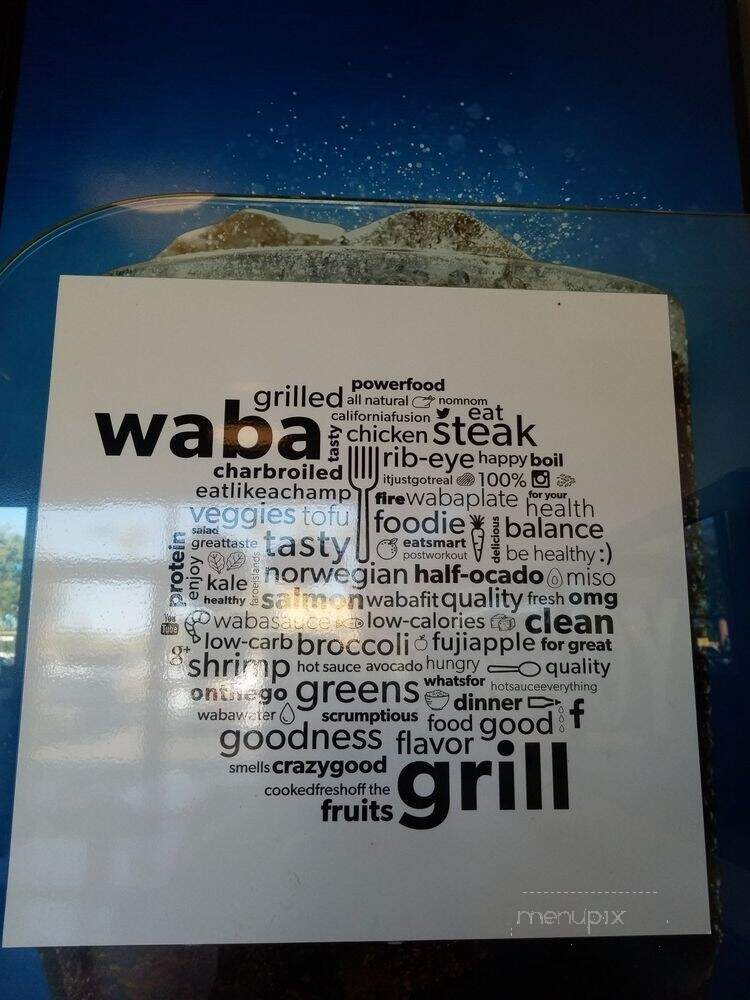 powerfood
grilled all natural nomnom
waba californiafusion eat
tasty chicken steak
rib-eye happy boil
charbroiled itjustgotreal 100%
eatlikeachamp fire wabaplate for your health
veggies tofu foodie delicious balance
salad
greattaste tasty eatsmart be healthy :)
postworkout
protein enjoy kale faroeislands norwegian half-ocado miso
healthy salmon wabafit quality fresh omg
You Tube wabasauce low-calories clean
g+ low-carb broccoli fujiapple for great
shrimp hot sauce avocado hungry quality
onthego greens whatsfor hotsauceeverything
dinner f
wabawater scrumptious food good
goodness flavor
smells crazygood grill
cookedfreshoff the
fruits
menupix